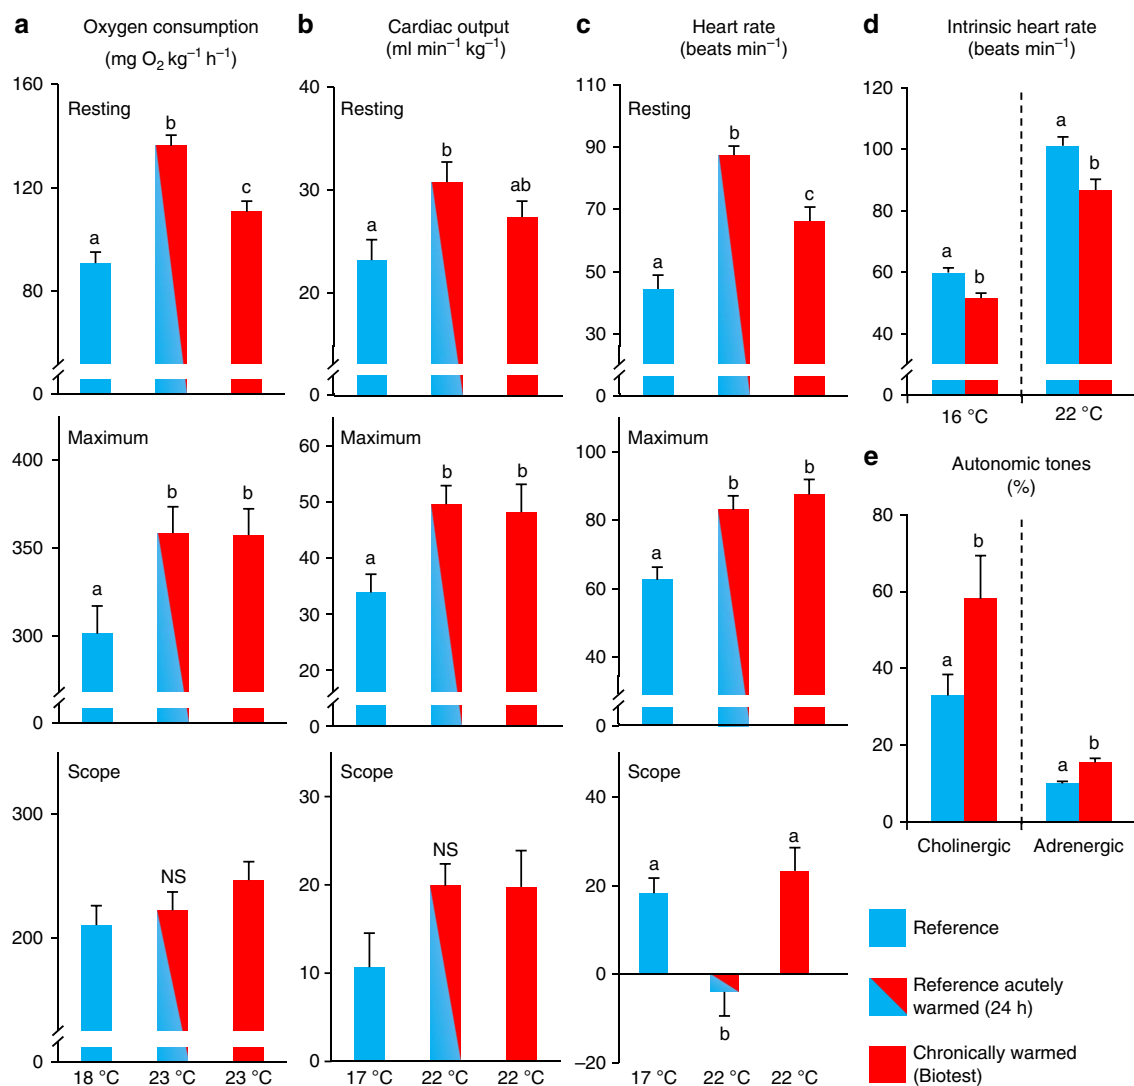 a Oxygen consumption
(mg O2 kg–1 h–1)
160
Resting
b
c
a
120
80
0
Maximum
400
b
b
a
350
300
0
Scope
300
NS
200
0
18 °C 23 °C 23 °C
b Cardiac output
(ml min–1 kg–1)
40
Resting
b
ab
a
30
20
0
Maximum
60
b
b
50
a
40
30
20
0
Scope
30
NS
20
10
0
17 °C 22 °C 22 °C
c Heart rate
(beats min–1)
110
Resting
b
90
c
70
a
50
30
0
Maximum
100
b
b
80
a
60
40
0
Scope
40
a
a
20
0
b
–20
17 °C 22 °C 22 °C
d Intrinsic heart rate
(beats min–1)
120
a
100
b
80
a
60
b
40
0
16 °C 22 °C
e Autonomic tones
(%)
80
b
60
a
40
20
a
b
0
Cholinergic Adrenergic
Reference
Reference acutely
warmed (24 h)
Chronically warmed
(Biotest)